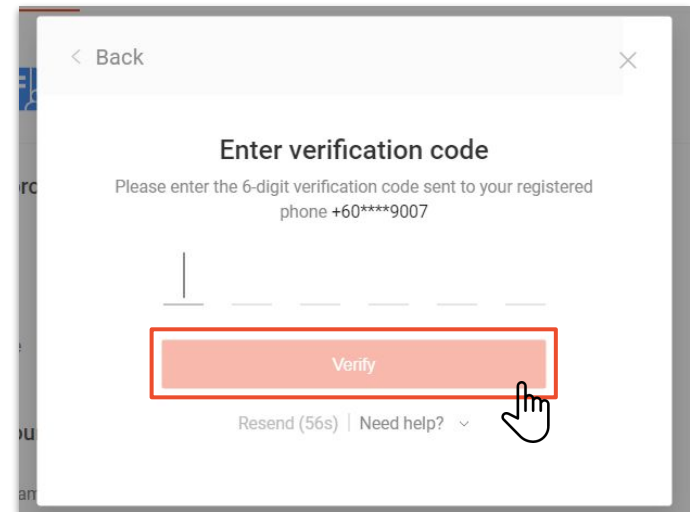 Back
Enter verification code
Please enter the 6-digit verification code sent to your registered
phone +60****9007
Verify
Resend (56s) | Need help?